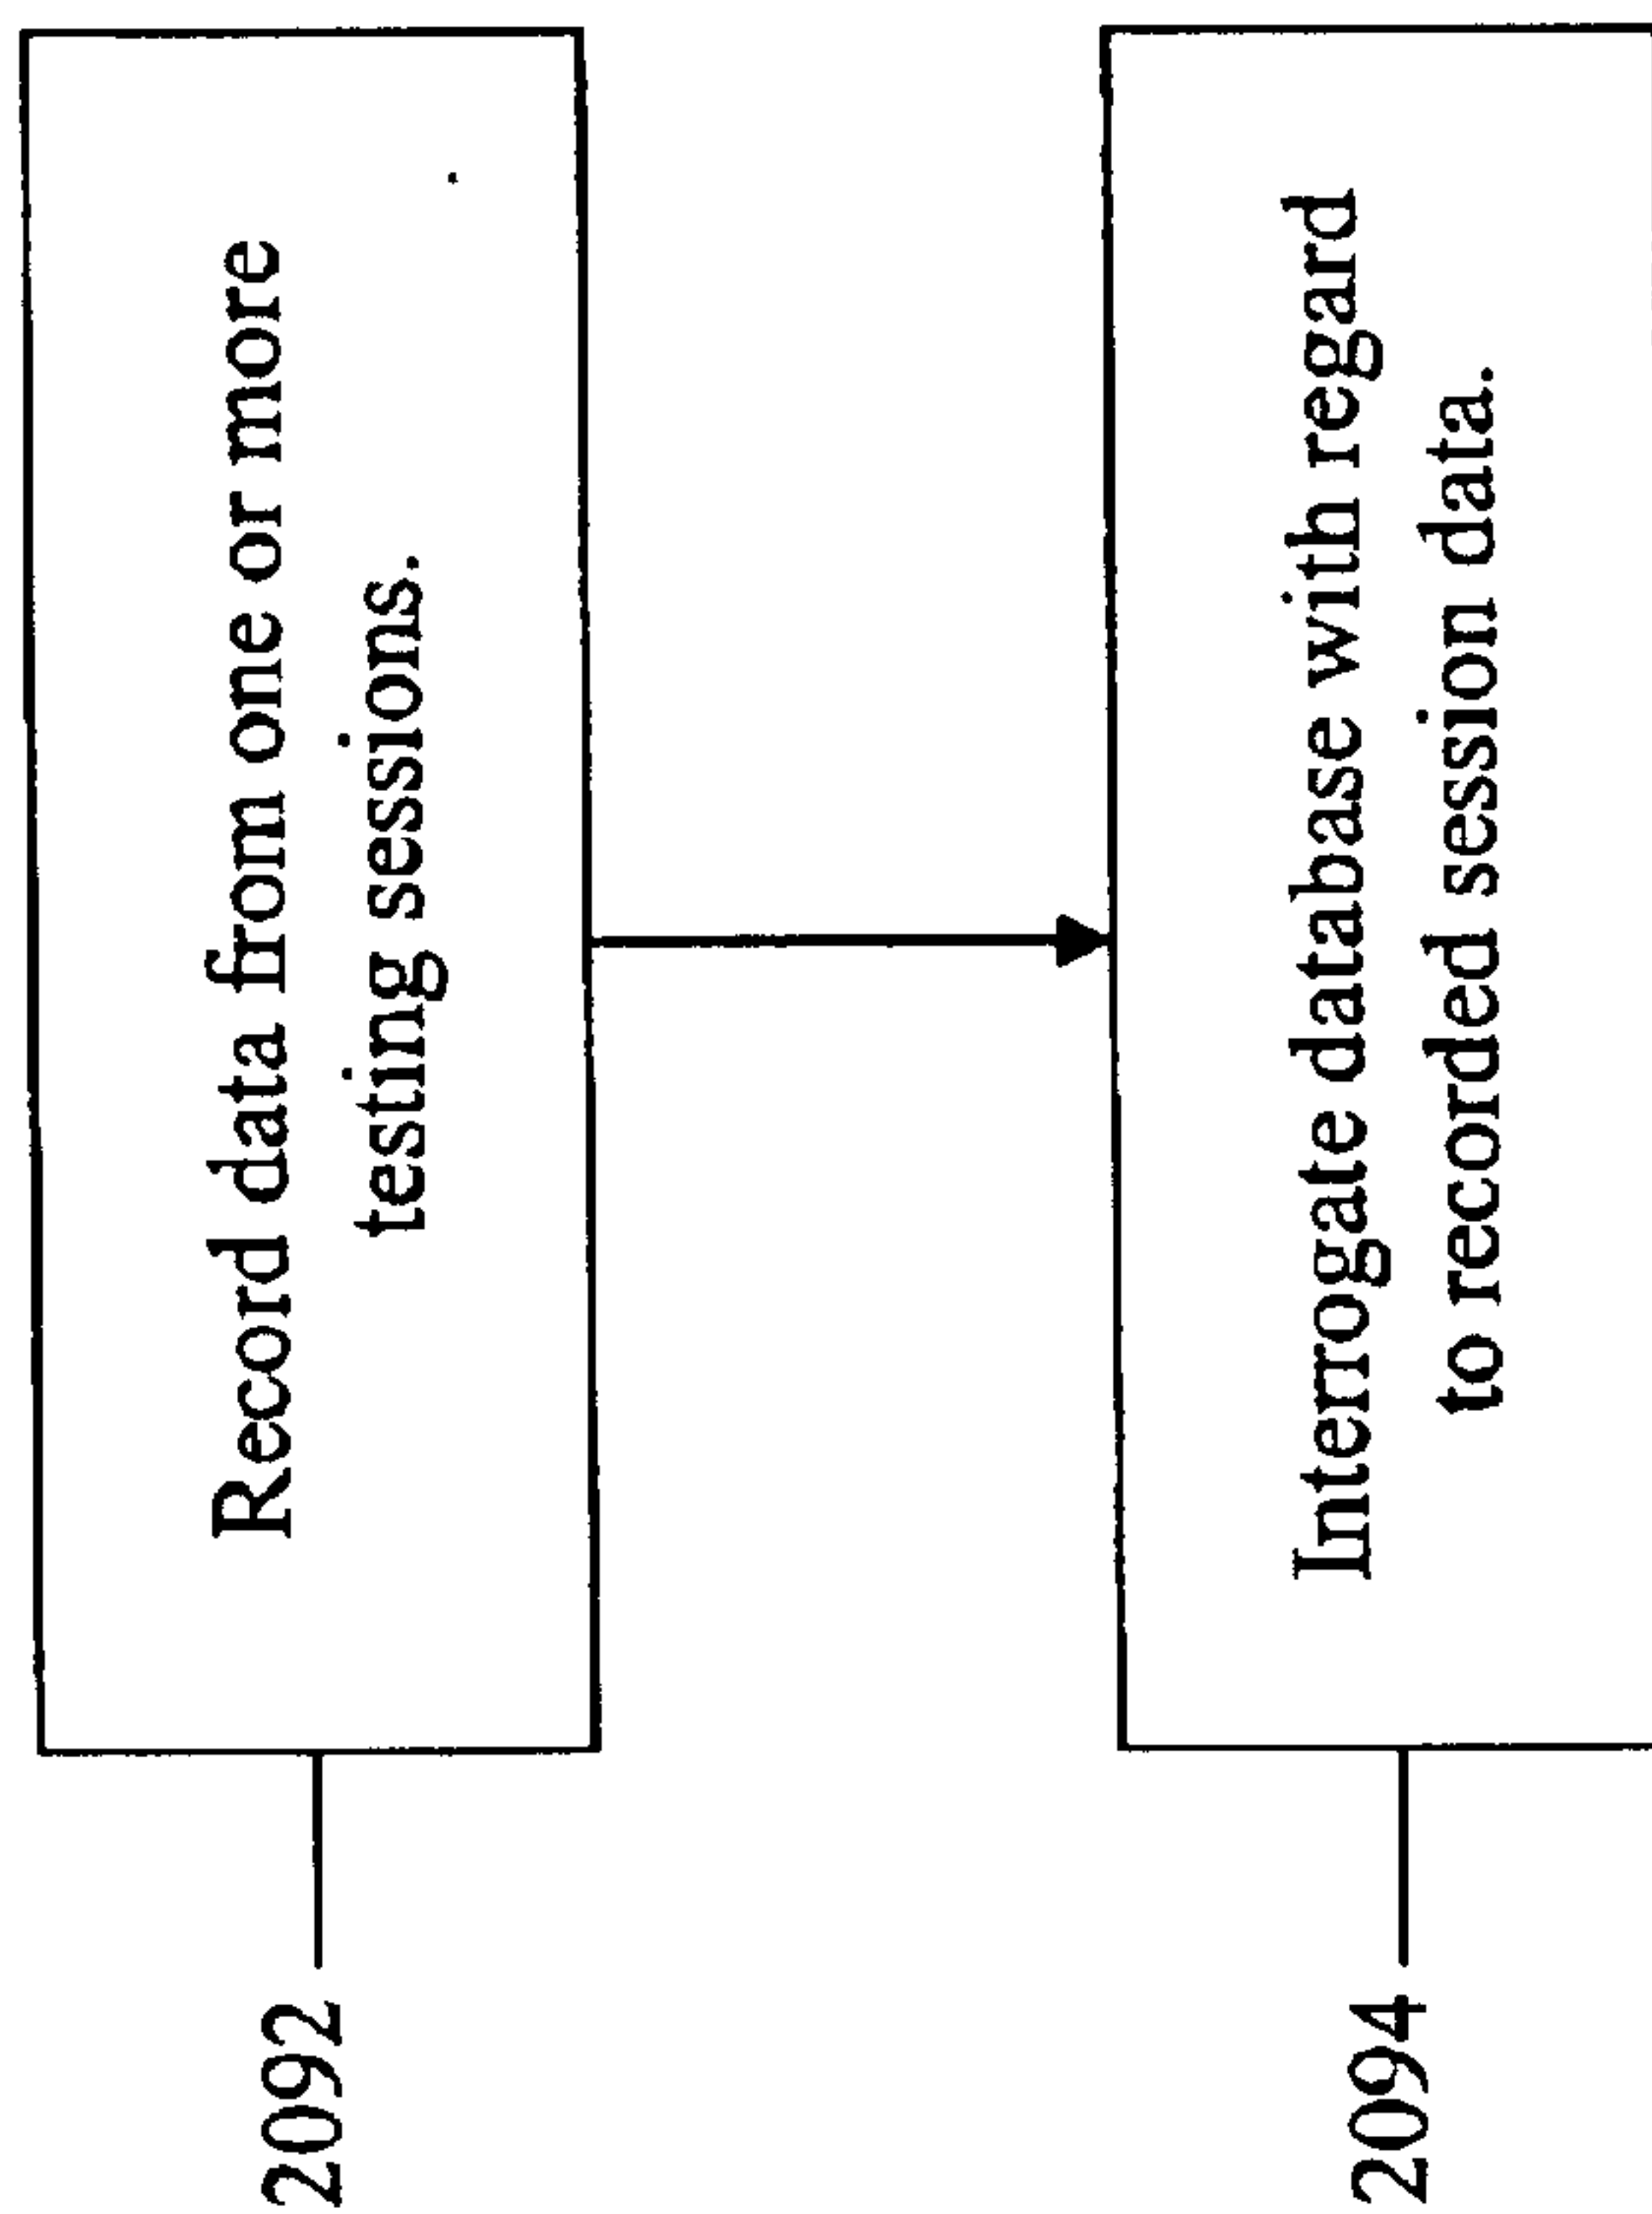 Record data from one or more
testing sessions.
2092
Interrogate database with regard
to recorded session data.
2094